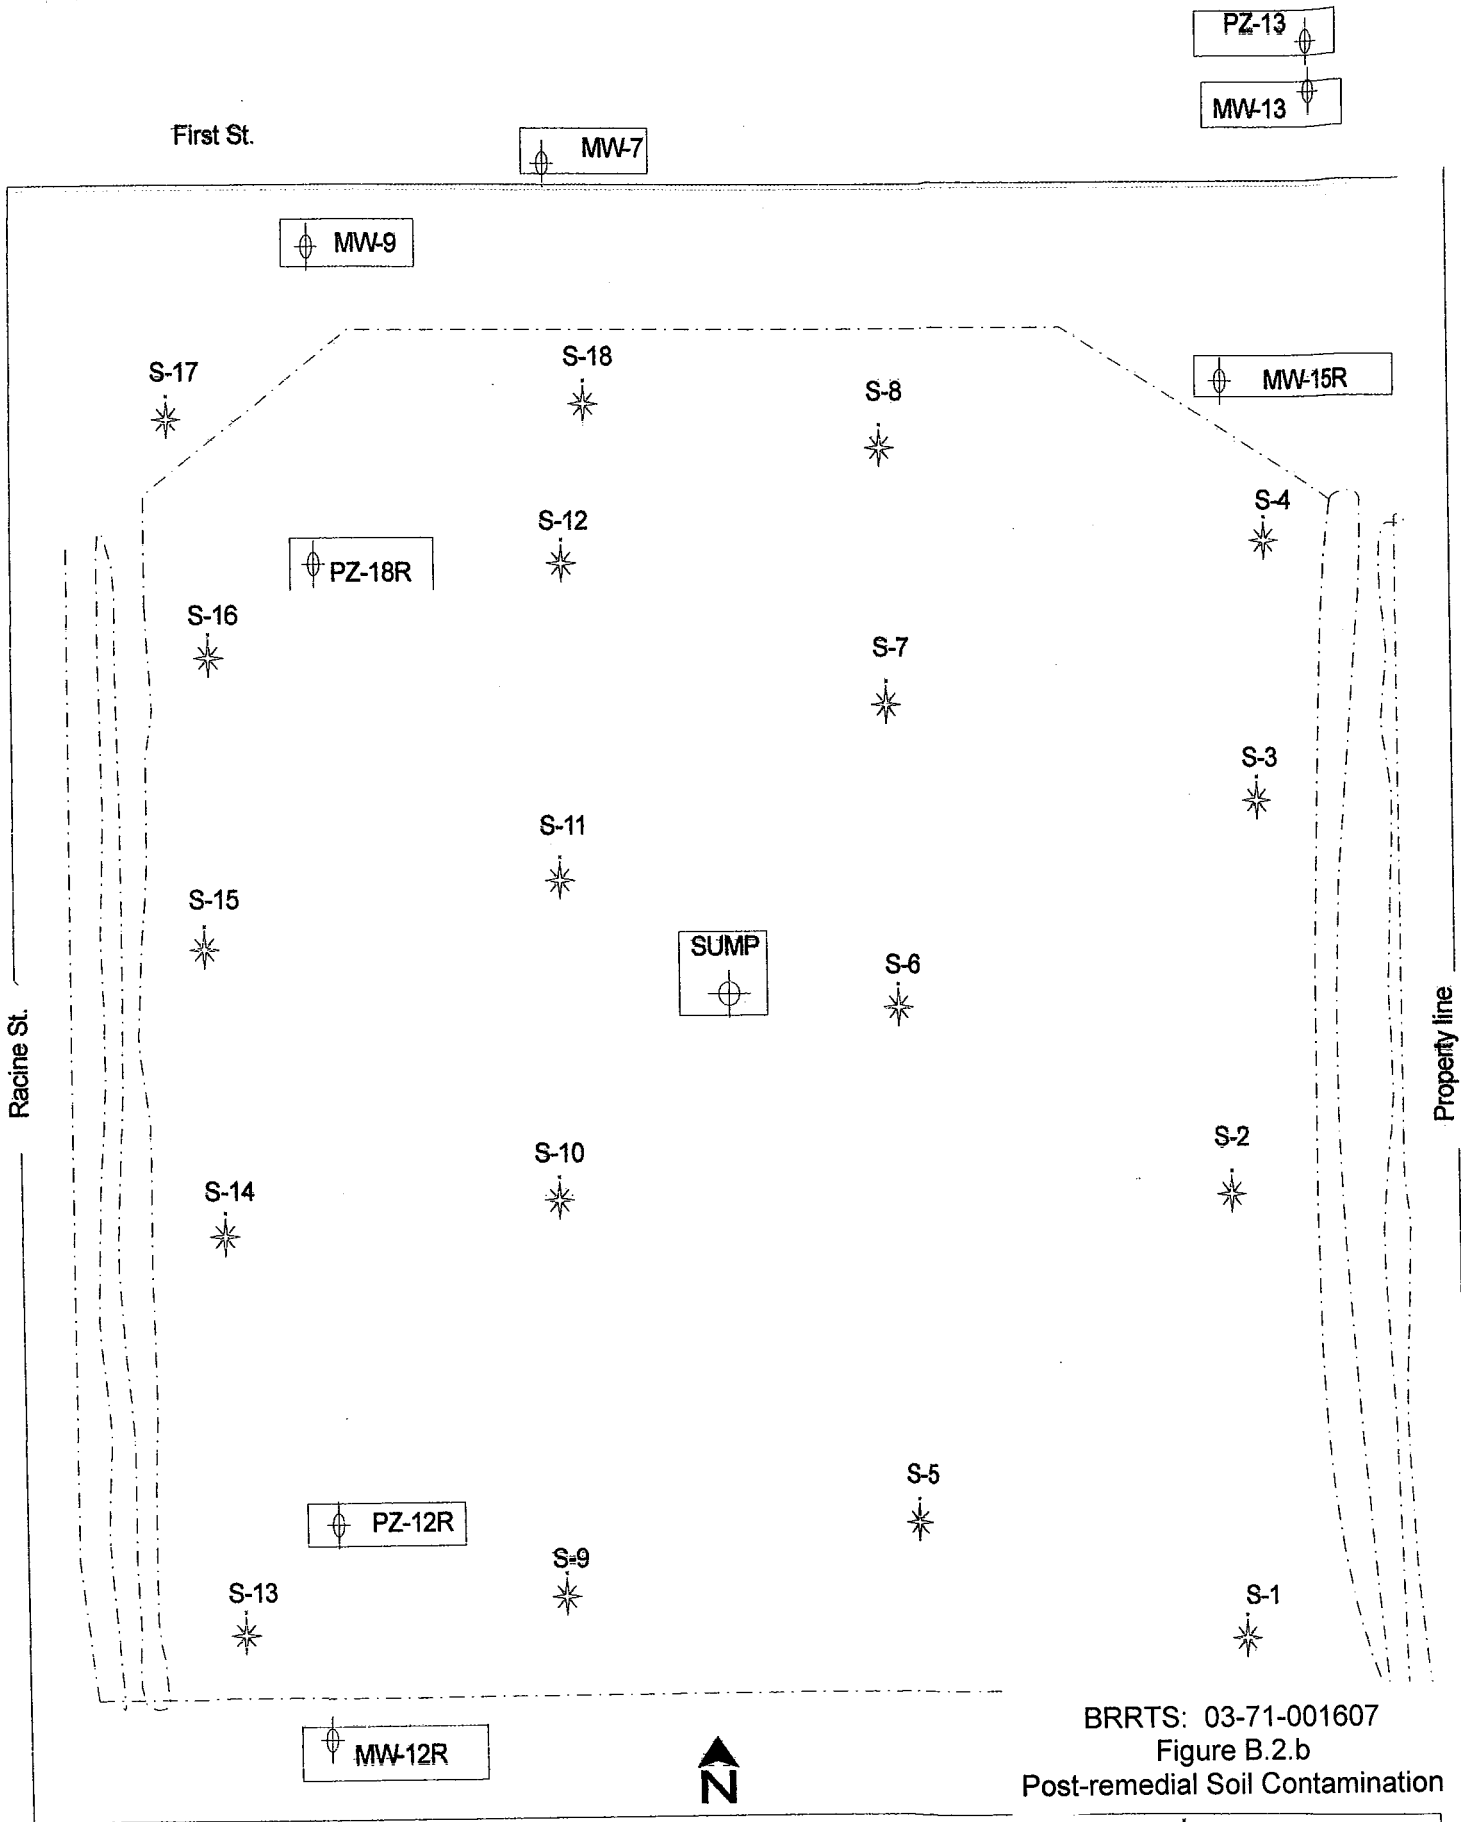 PZ-13
MW-13
First St.
MW-7
MW-9
S-17
S-18
S-8
MW-15R
S-4
S-12
PZ-18R
S-16
S-7
S-3
S-11
S-15
SUMP
S-6
Racine St.
Property line
S-2
S-10
S-14
S-5
PZ-12R
S-9
S-13
S-1
BRRTS: 03-71-001607
Figure B.2.b
Post-remedial Soil Contamination
MW-12R
N